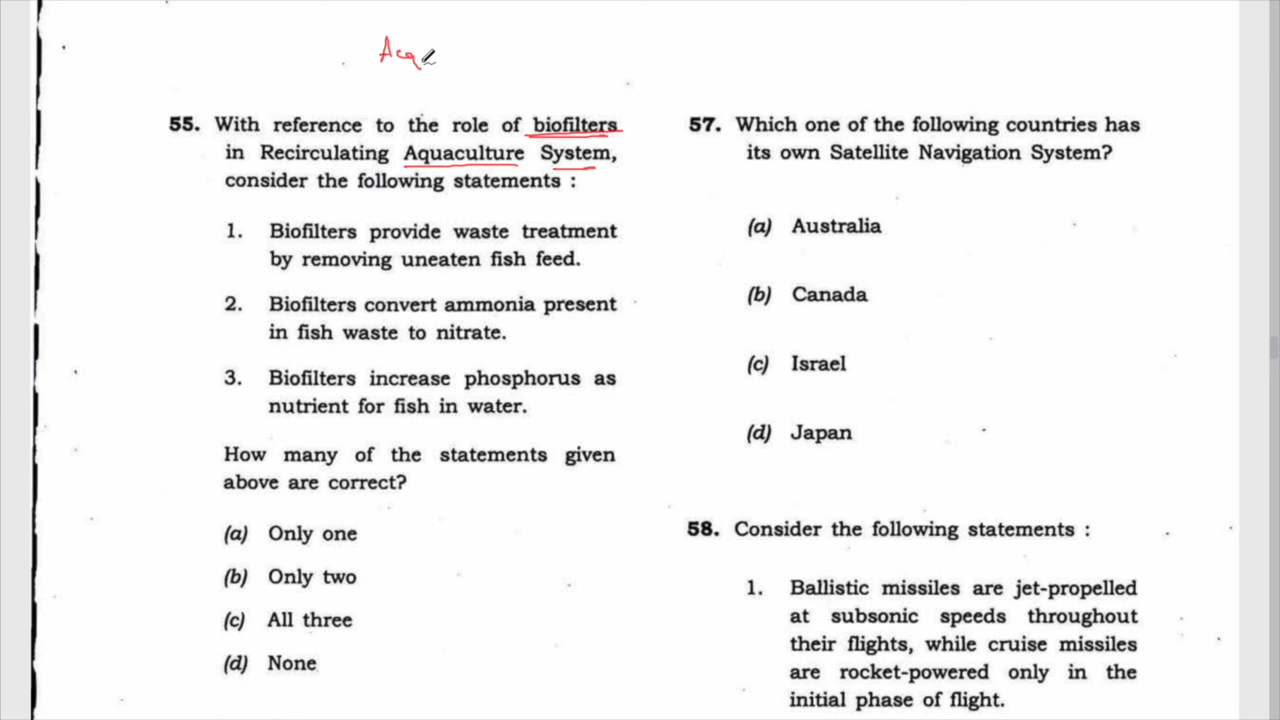 Acq
55. With reference to the role of biofilters
in Recirculating Aquaculture System,
consider the following statements :
1. Biofilters provide waste treatment
by removing uneaten fish feed.
2. Biofilters convert ammonia present
in fish waste to nitrate.
3. Biofilters increase phosphorus as
nutrient for fish in water.
How many of the statements given
above are correct?
(a) Only one
(b) Only two
(c) All three
(d) None
57. Which one of the following countries has
its own Satellite Navigation System?
(a) Australia
(b) Canada
(c) Israel
(d) Japan
58. Consider the following statements :
1. Ballistic missiles are jet-propelled
at subsonic speeds throughout
their flights, while cruise missiles
are rocket-powered only in the
initial phase of flight.